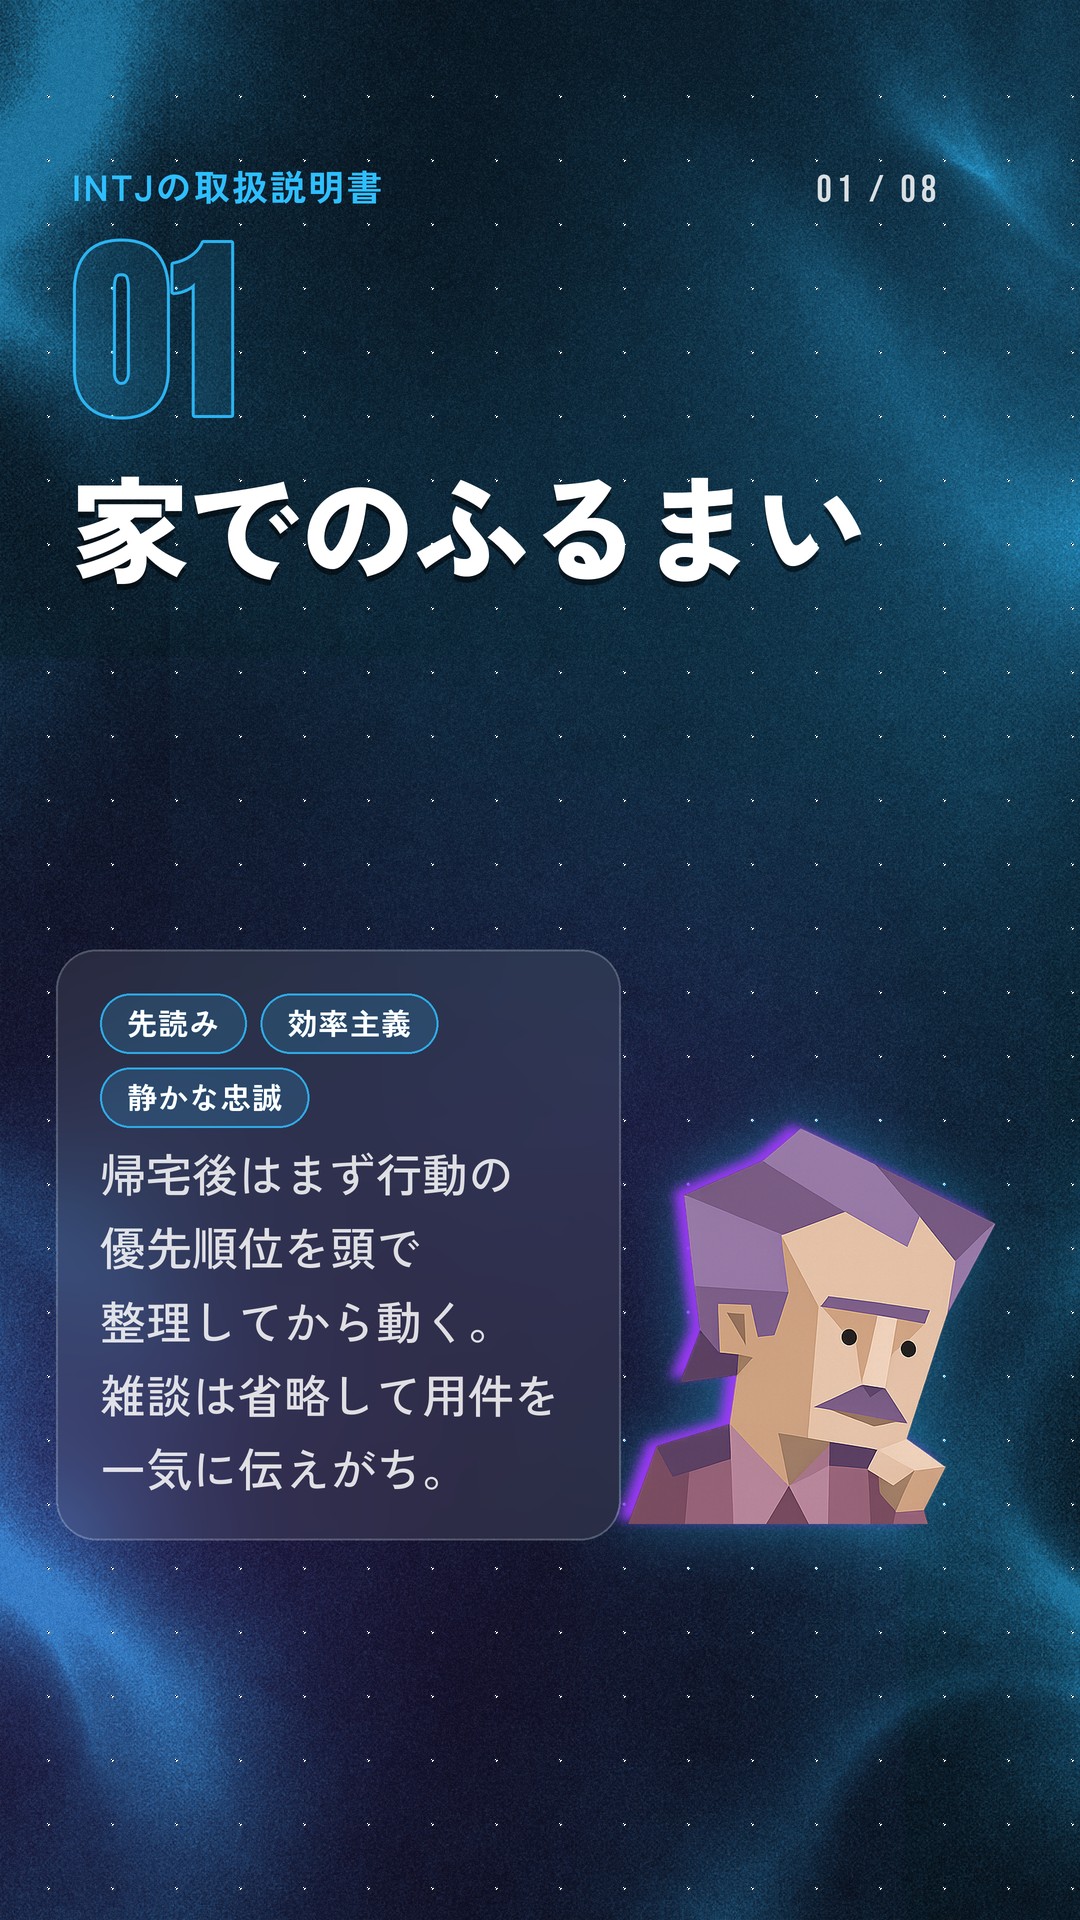 INTJの取扱説明書
01 / 08
01
家でのふるまい
先読み
効率主義
静かな忠誠
帰宅後はまず行動の
優先順位を頭で
整理してから動く。
雑談は省略して用件を
一気に伝えがち。